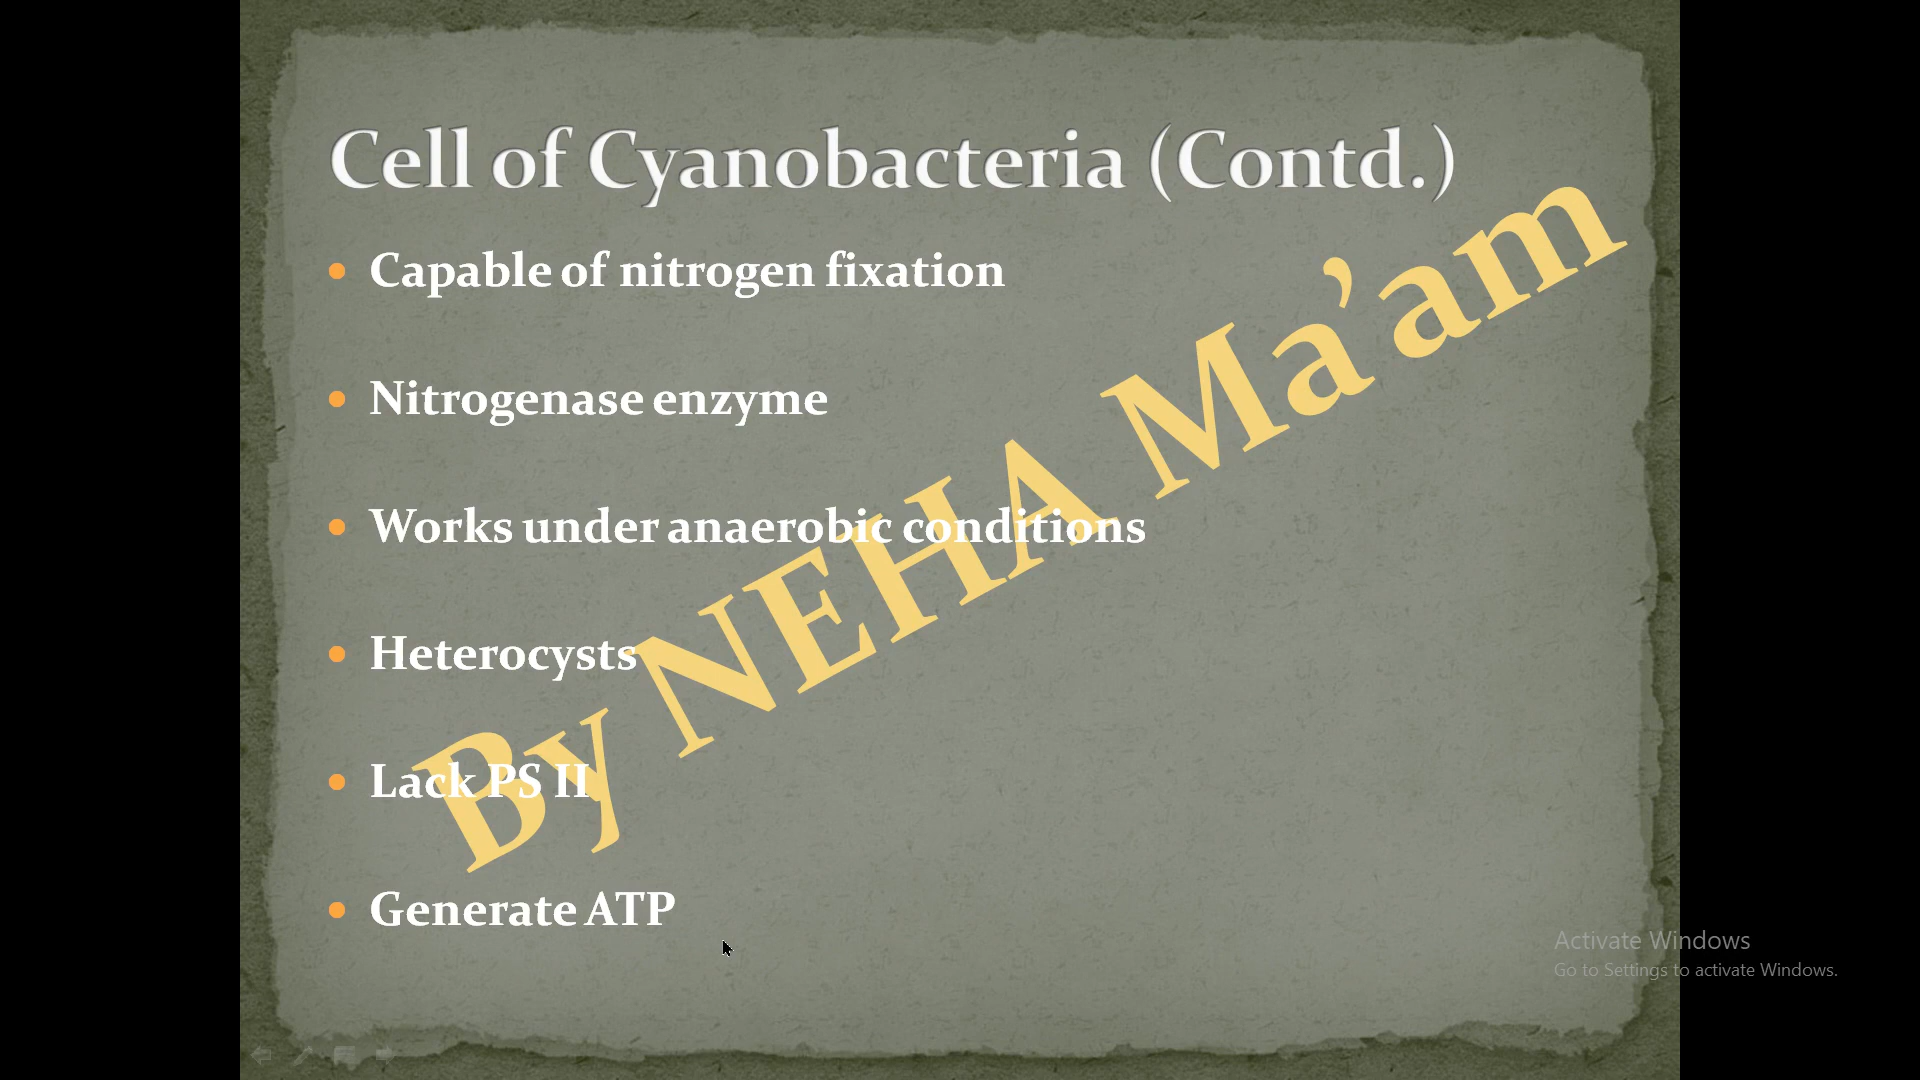 Cell of Cyanobacteria (Contd.)
Capable of nitrogen fixation
Nitrogenase enzyme
Works under anaerobic conditions
Heterocysts
Lack PS II
Generate ATP
By NEHA Ma’am
Activate Windows
Go to Settings to activate Windows.